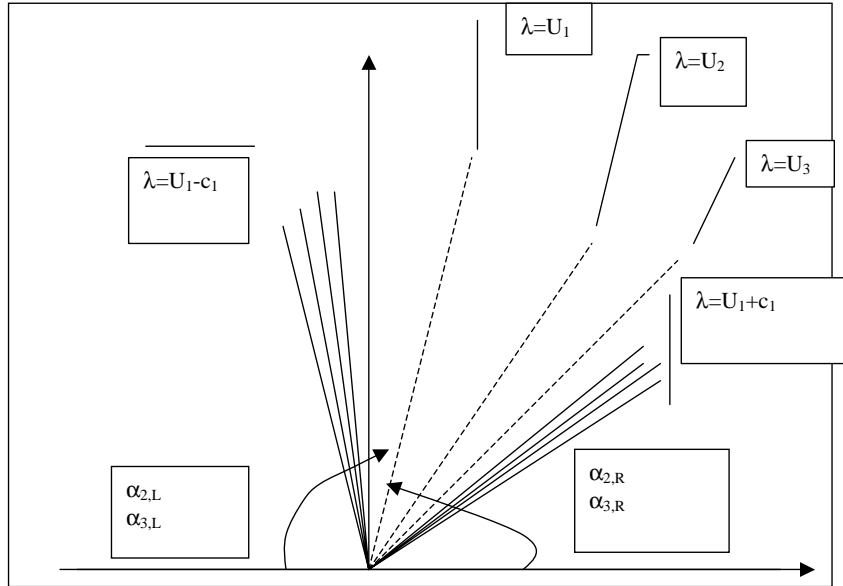 λ=U₁
λ=U₂
λ=U₃
λ=U₁-c₁
λ=U₁+c₁
α₂,L
α₃,L
α₂,R
α₃,R